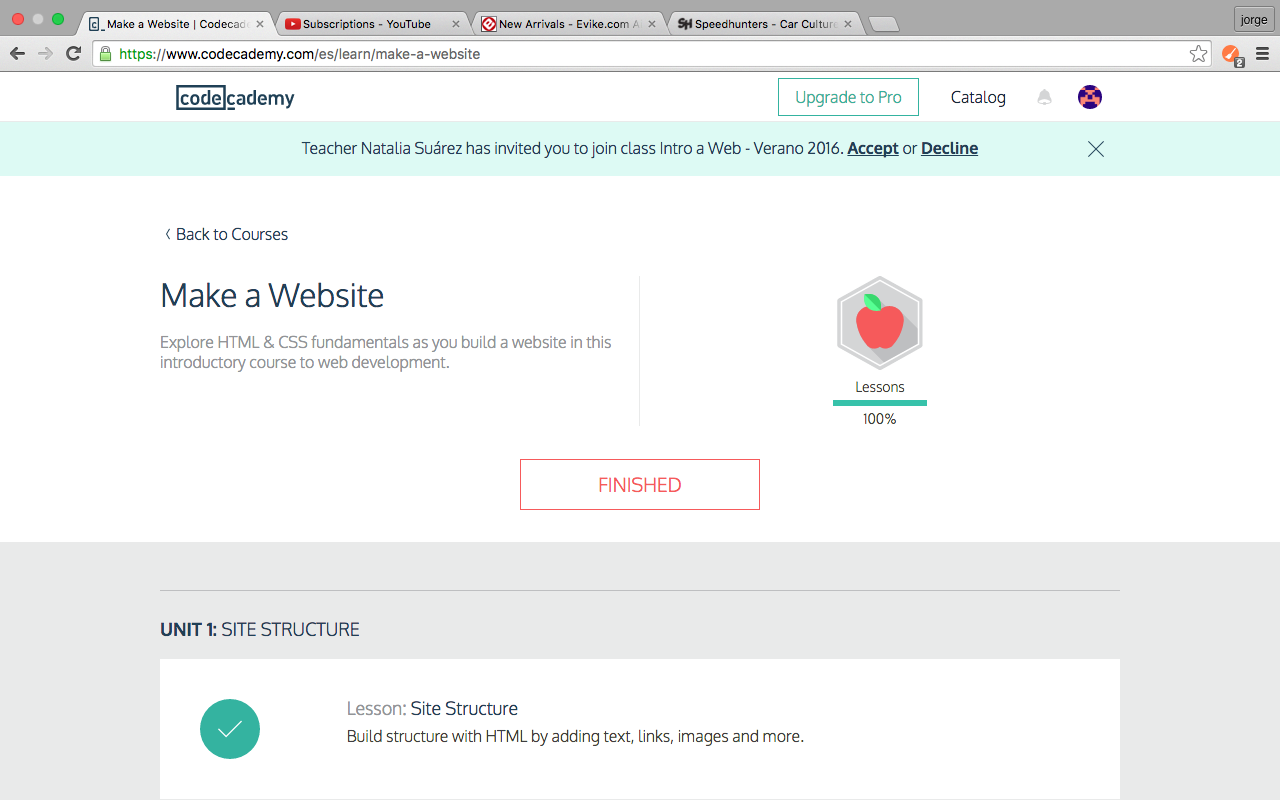 _Make a Website | Codecade
Subscriptions - YouTube
New Arrivals - Evike.com A
Speedhunters - Car Culture
jorge
https://www.codecademy.com/es/learn/make-a-website
2
codecademy
Upgrade to Pro
Catalog
Teacher Natalia Suárez has invited you to join class Intro a Web - Verano 2016. Accept or Decline
Back to Courses
Make a Website
Explore HTML & CSS fundamentals as you build a website in this
introductory course to web development.
Lessons
100%
FINISHED
UNIT 1: SITE STRUCTURE
Lesson: Site Structure
Build structure with HTML by adding text, links, images and more.